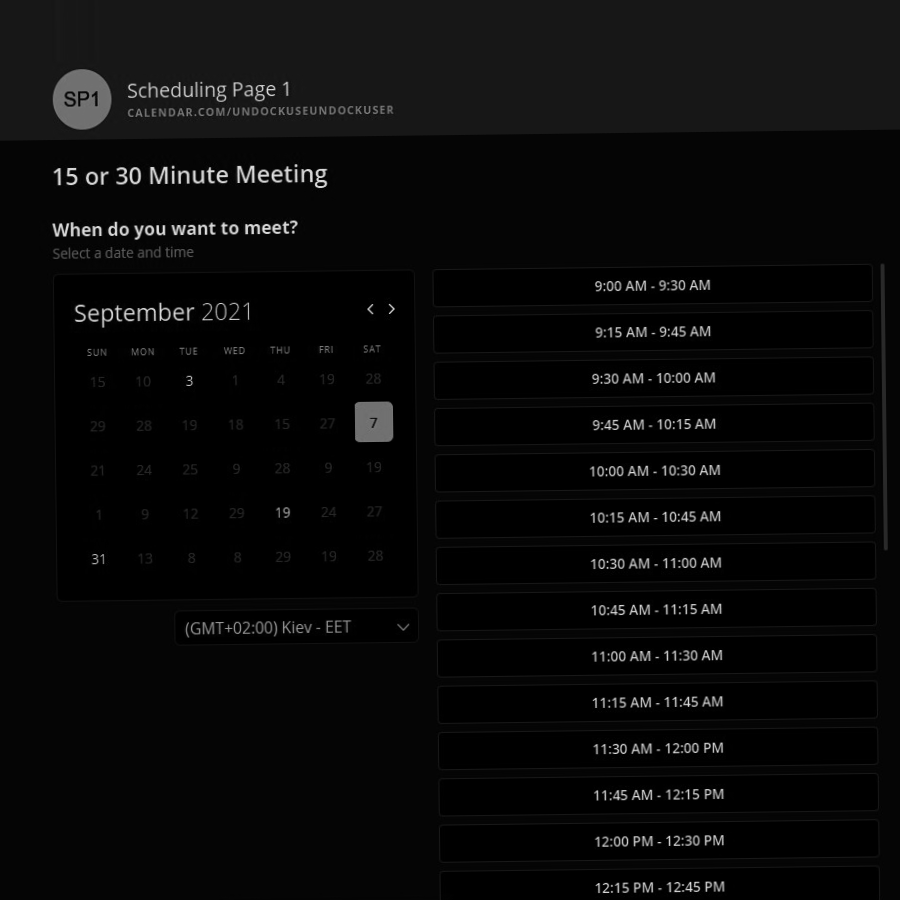 SP1
Scheduling Page 1
CALENDAR.COM/UNDOCKUSEUNDOCKUSER
15 or 30 Minute Meeting
When do you want to meet?
Select a date and time
September 2021
SUN MON TUE WED THU FRI SAT
15 10 3 1 4 19 28
29 28 19 18 15 27 7
21 24 25 9 28 9 19
1 9 12 29 19 24 27
31 13 8 8 29 19 28
(GMT+02:00) Kiev - EET
9:00 AM - 9:30 AM
9:15 AM - 9:45 AM
9:30 AM - 10:00 AM
9:45 AM - 10:15 AM
10:00 AM - 10:30 AM
10:15 AM - 10:45 AM
10:30 AM - 11:00 AM
10:45 AM - 11:15 AM
11:00 AM - 11:30 AM
11:15 AM - 11:45 AM
11:30 AM - 12:00 PM
11:45 AM - 12:15 PM
12:00 PM - 12:30 PM
12:15 PM - 12:45 PM